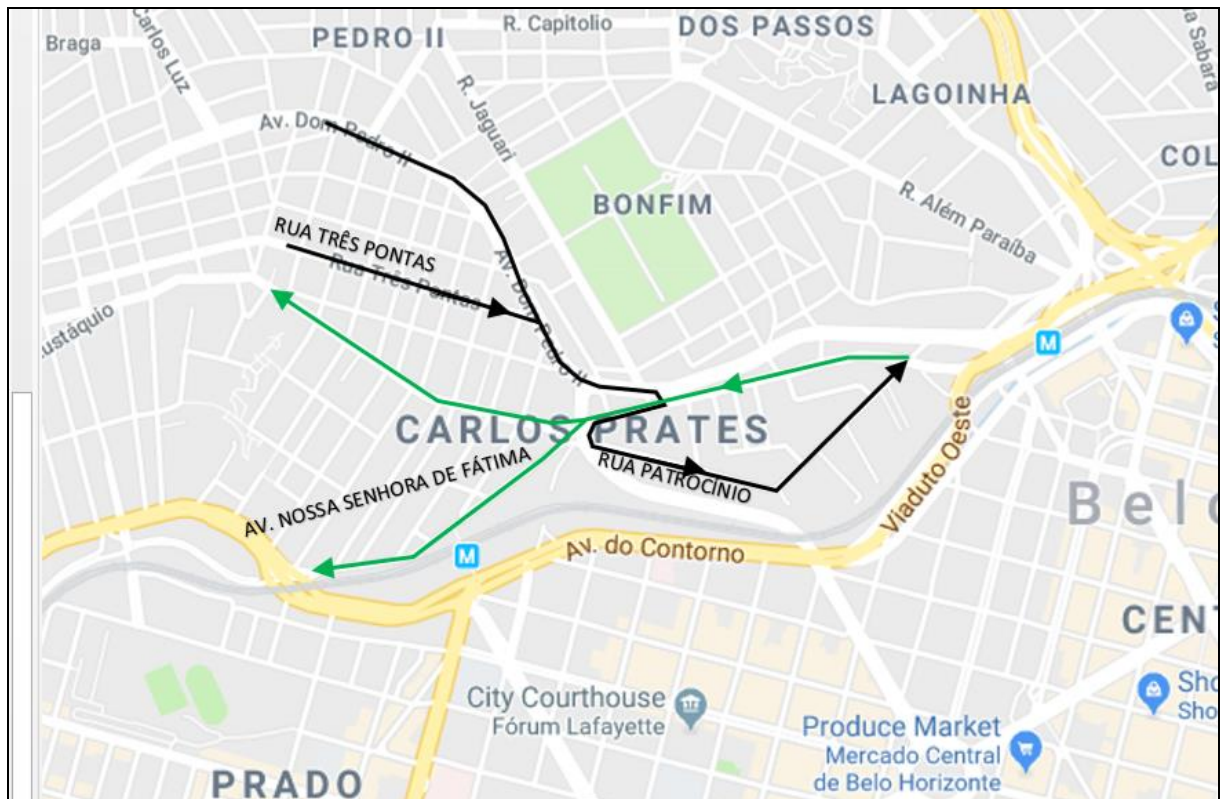 Braga
Carlos Luz
PEDRO II
R. Capitolio
DOS PASSOS
LAGOINHA
COL
R. Jaguari
Av. Dom Pedro II
BONFIM
R. Além Paraíba
RUA TRÊS PONTAS
Rua Três Pontas
Av. Dom Pedro II
ustáquio
M
CARLOS PRATES
RUA PATROCÍNIO
AV. NOSSA SENHORA DE FÁTIMA
Viaduto Oeste
Belo
M
Av. do Contorno
CENT
City Courthouse
Fórum Lafayette
Produce Market
Mercado Central
de Belo Horizonte
Sho
Sho
PRADO